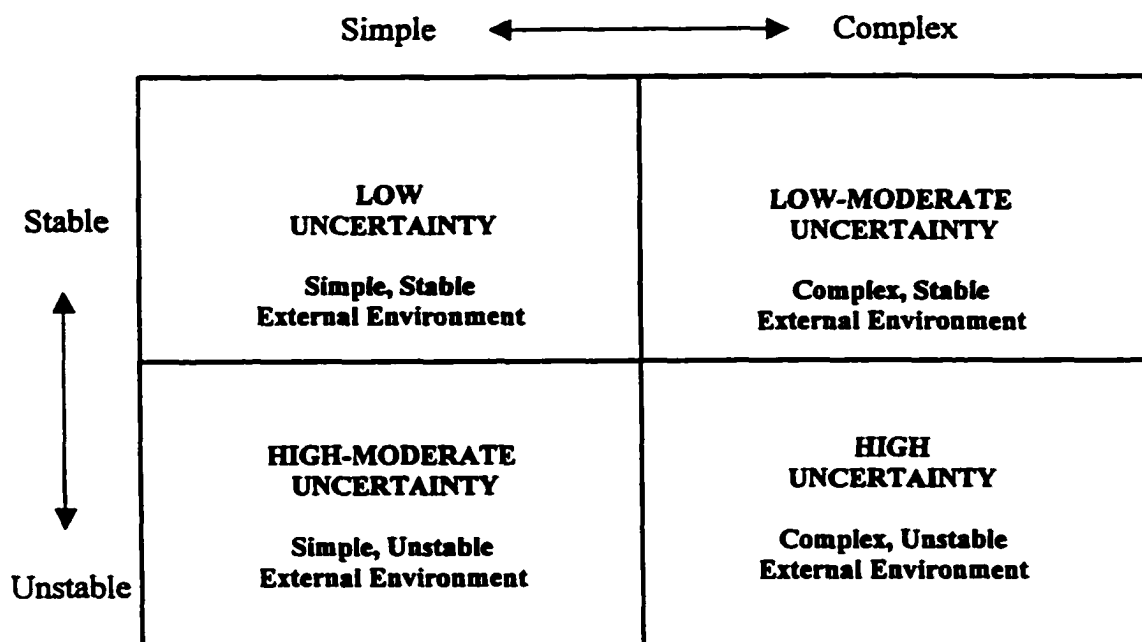 Simple Complex
Stable
LOW
UNCERTAINTY
Simple, Stable
External Environment
LOW-MODERATE
UNCERTAINTY
Complex, Stable
External Environment
Unstable
HIGH-MODERATE
UNCERTAINTY
Simple, Unstable
External Environment
HIGH
UNCERTAINTY
Complex, Unstable
External Environment